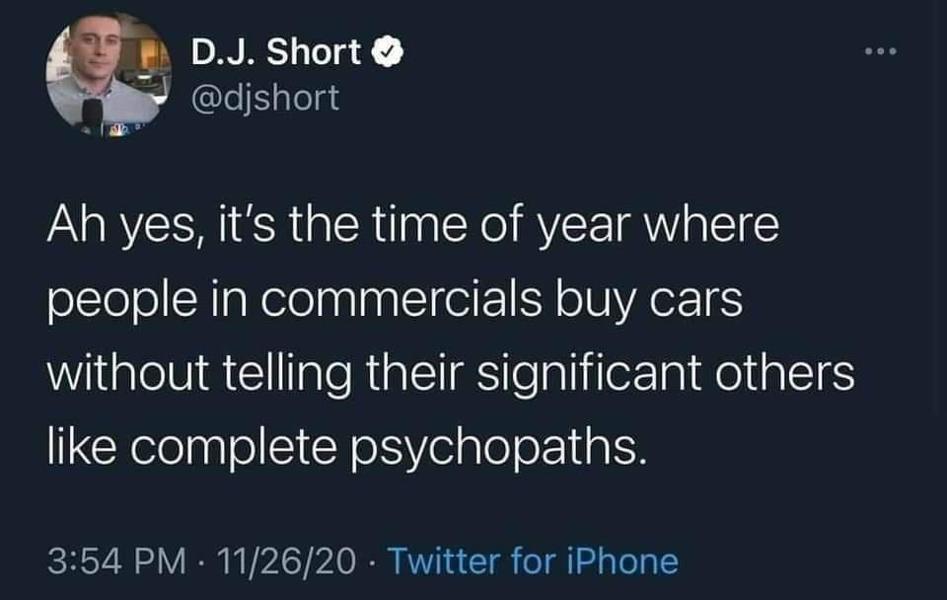 D.J. Short
@djshort
Ah yes, it's the time of year where
people in commercials buy cars
without telling their significant others
like complete psychopaths.
3:54 PM · 11/26/20 · Twitter for iPhone